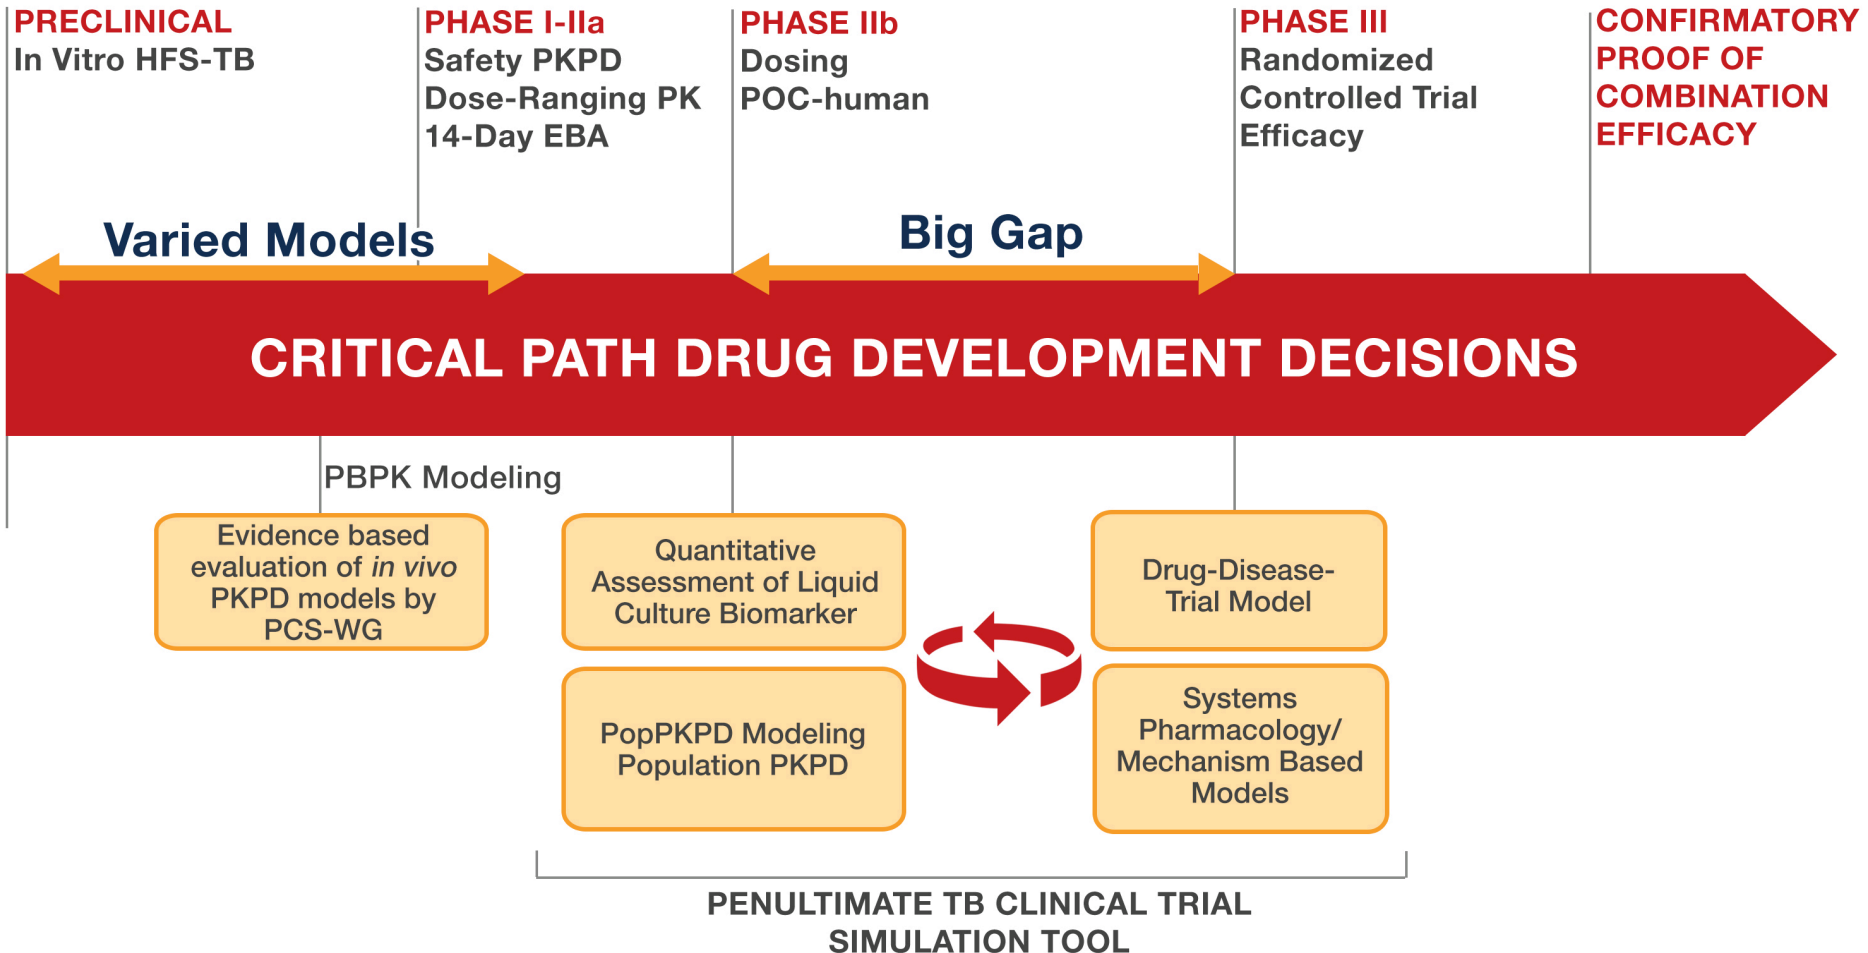 PRECLINICAL
In Vitro HFS-TB
PHASE I-IIa
Safety PKPD
Dose-Ranging PK
14-Day EBA
PHASE IIb
Dosing
POC-human
PHASE III
Randomized
Controlled Trial
Efficacy
CONFIRMATORY
PROOF OF
COMBINATION
EFFICACY
Varied Models
Big Gap
CRITICAL PATH DRUG DEVELOPMENT DECISIONS
PBPK Modeling
Evidence based
evaluation of in vivo
PKPD models by
PCS-WG
Quantitative
Assessment of Liquid
Culture Biomarker
PopPKPD Modeling
Population PKPD
Drug-Disease-
Trial Model
Systems
Pharmacology/
Mechanism Based
Models
PENULTIMATE TB CLINICAL TRIAL
SIMULATION TOOL